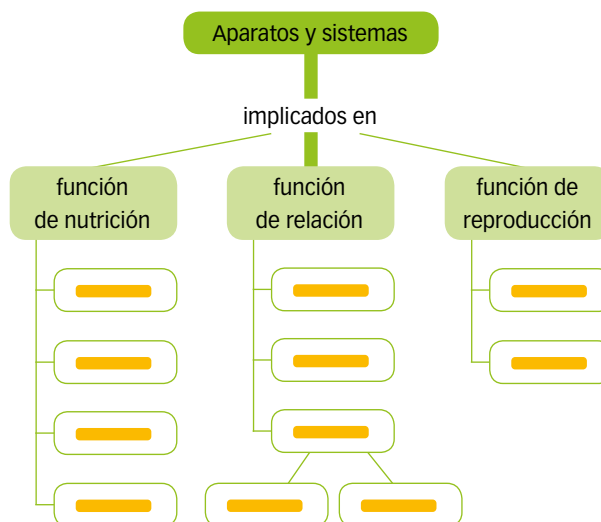 Aparatos y sistemas
implicados en
función
de nutrición
función
de relación
función de
reproducción